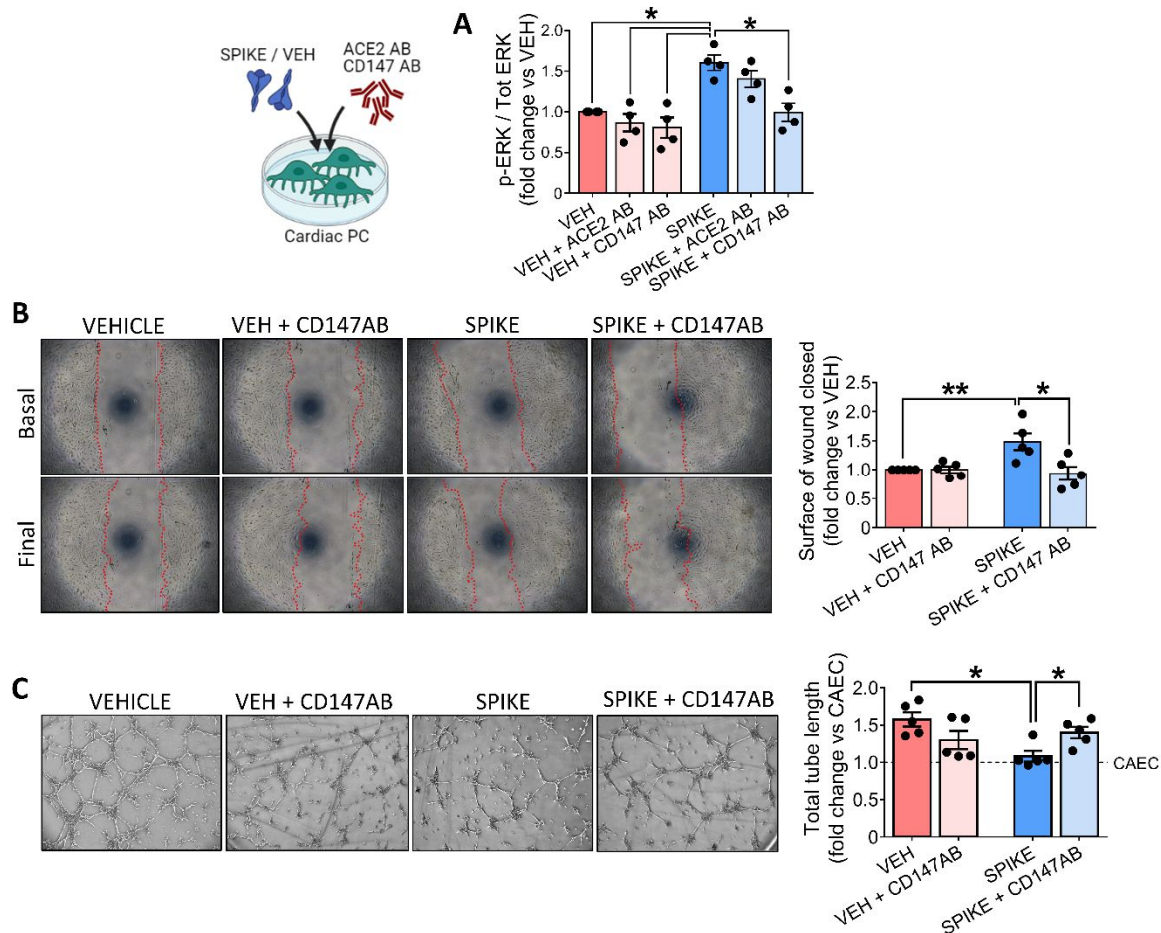 SPIKE / VEH
ACE2 AB
CD147 AB
Cardiac PC
A
p-ERK / Tot ERK
(fold change vs VEH)
2.0
1.5
1.0
0.5
0
*
*
VEH
VEH + ACE2 AB
VEH + CD147 AB
SPIKE
SPIKE + ACE2 AB
SPIKE + CD147 AB
B
VEHICLE
VEH + CD147AB
SPIKE
SPIKE + CD147AB
Basal
Final
Surface of wound closed
(fold change vs VEH)
2.5
2.0
1.5
1.0
0.5
0
**
*
VEH
VEH + CD147 AB
SPIKE
SPIKE + CD147 AB
C
VEHICLE
VEH + CD147AB
SPIKE
SPIKE + CD147AB
Total tube length
(fold change vs CAEC)
2.0
1.5
1.0
0.5
0
*
*
CAEC
VEH
VEH + CD147AB
SPIKE
SPIKE + CD147AB